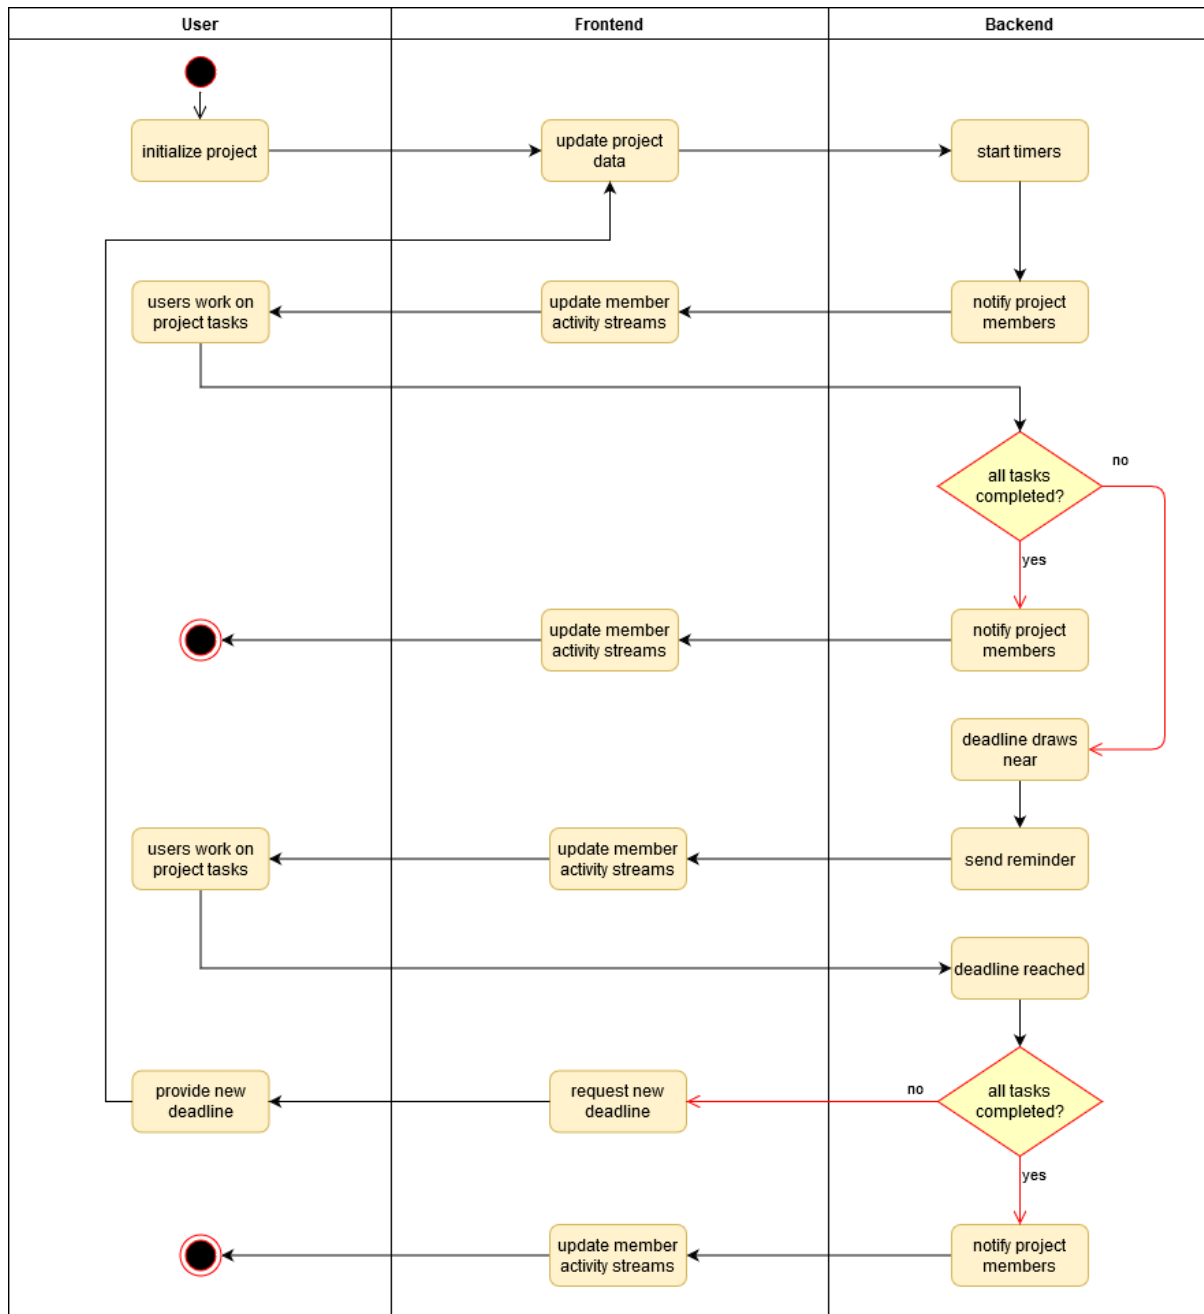 User
Frontend
Backend
initialize project
update project
data
start timers
users work on
project tasks
update member
activity streams
notify project
members
all tasks
completed?
no
yes
update member
activity streams
notify project
members
deadline draws
near
users work on
project tasks
update member
activity streams
send reminder
deadline reached
provide new
deadline
request new
deadline
no
all tasks
completed?
yes
update member
activity streams
notify project
members